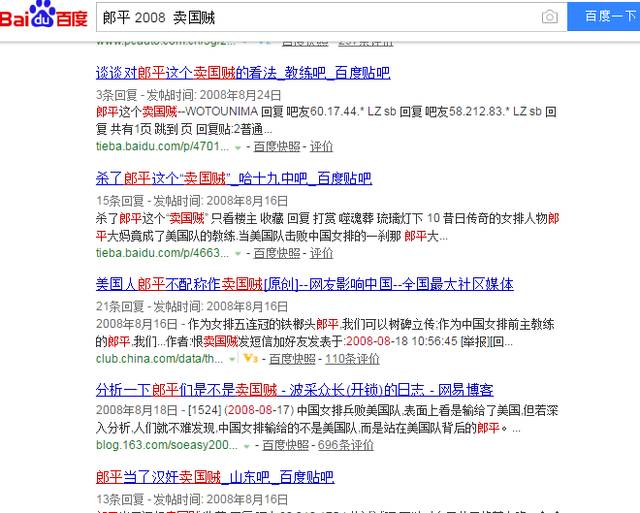 Bai du 百度 郎平 2008 卖国贼 百度一下
谈谈对郎平这个卖国贼的看法_教练吧_百度贴吧
3条回复 - 发帖时间: 2008年8月24日
郎平这个卖国贼--WOTOUNIMA 回复 吧友60.17.44.* LZ sb 回复 吧友58.212.83.* LZ sb 回
复 共有1页 跳到 页 回复贴:2普通...
tieba.baidu.com/p/4701... - 百度快照 - 评价
杀了郎平这个“卖国贼”_哈十九中吧_百度贴吧
15条回复 - 发帖时间: 2008年8月16日
杀了郎平这个“卖国贼” 只看楼主 收藏 回复 打赏 噬魂葬 琉璃灯下 10 昔日传奇的女排人物郎
平大妈竟成了美国队的教练.当美国队击败中国女排的一刹那 郎平大...
tieba.baidu.com/p/4663... - 百度快照 - 评价
美国人郎平不配称作卖国贼[原创]--网友影响中国--全国最大社区媒体
21条回复 - 发帖时间: 2008年8月16日
2008年8月16日 - 作为女排五连冠的铁榔头郎平.我们可以树碑立传;作为中国女排前主教练
的郎平.我们...作者:恨卖国贼发短信加好友发表于:2008-08-18 10:56:45 [举报][回...
club.china.com/data/th... - V3 - 百度快照 - 110条评价
分析一下郎平们是不是卖国贼 - 波采众长(开锁)的日志 - 网易博客
2008年8月18日 - [1524] (2008-08-17) 中国女排兵败美国队,表面上看是输给了美国,但若深
入分析,人们就不难发现,中国女排输给的不是美国队,而是站在美国队背后的郎平。...
blog.163.com/soeasy200... - 百度快照 - 696条评价
郎平当了汉奸卖国贼_山东吧_百度贴吧
13条回复 - 发帖时间: 2008年8月16日